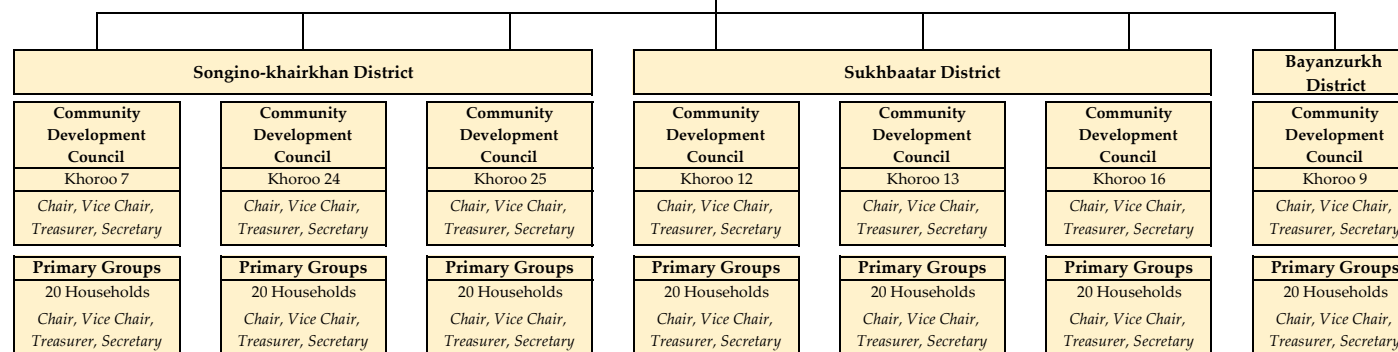 Songino-khairkhan District
Sukhbaatar District
Bayanzurkh
District
Community
Development
Council
Khoroo 7
Chair, Vice Chair,
Treasurer, Secretary
Community
Development
Council
Khoroo 24
Chair, Vice Chair,
Treasurer, Secretary
Community
Development
Council
Khoroo 25
Chair, Vice Chair,
Treasurer, Secretary
Community
Development
Council
Khoroo 12
Chair, Vice Chair,
Treasurer, Secretary
Community
Development
Council
Khoroo 13
Chair, Vice Chair,
Treasurer, Secretary
Community
Development
Council
Khoroo 16
Chair, Vice Chair,
Treasurer, Secretary
Community
Development
Council
Khoroo 9
Chair, Vice Chair,
Treasurer, Secretary
Primary Groups
20 Households
Chair, Vice Chair,
Treasurer, Secretary
Primary Groups
20 Households
Chair, Vice Chair,
Treasurer, Secretary
Primary Groups
20 Households
Chair, Vice Chair,
Treasurer, Secretary
Primary Groups
20 Households
Chair, Vice Chair,
Treasurer, Secretary
Primary Groups
20 Households
Chair, Vice Chair,
Treasurer, Secretary
Primary Groups
20 Households
Chair, Vice Chair,
Treasurer, Secretary
Primary Groups
20 Households
Chair, Vice Chair,
Treasurer, Secretary